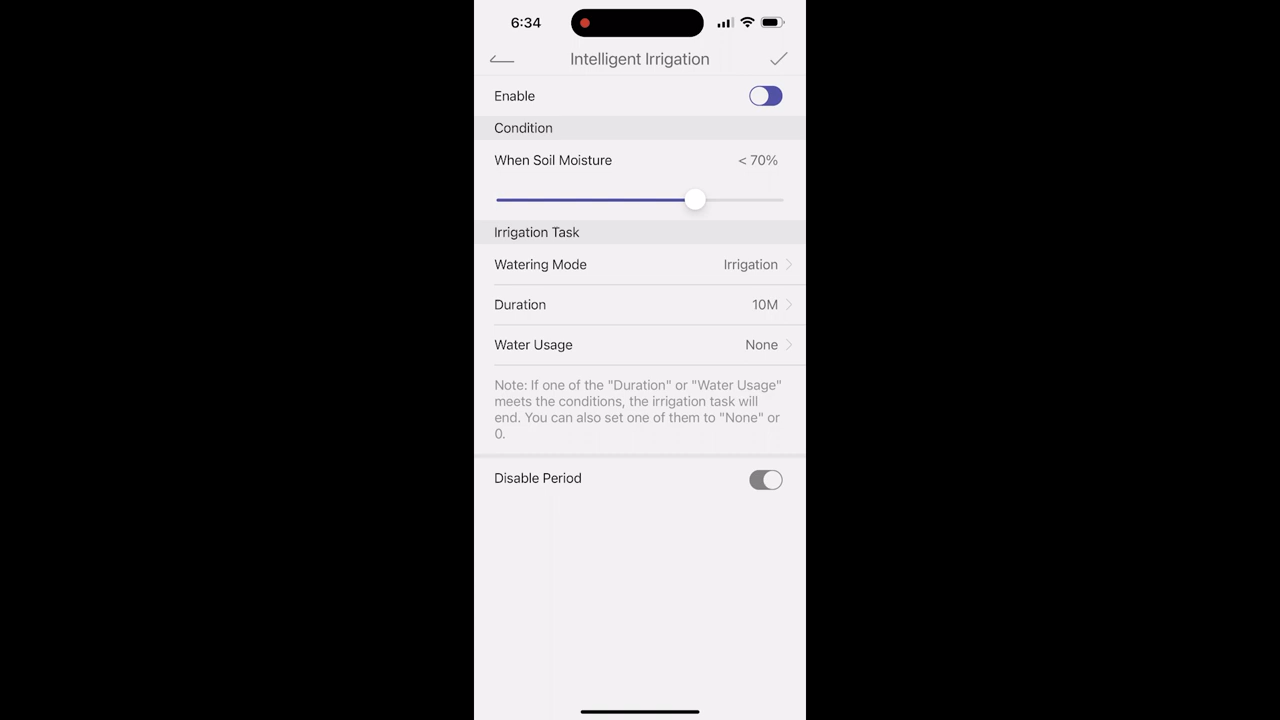 6:34
Intelligent Irrigation
Enable
Condition
When Soil Moisture < 70%
Irrigation Task
Watering Mode Irrigation
Duration 10M
Water Usage None
Note: If one of the "Duration" or "Water Usage"
meets the conditions, the irrigation task will
end. You can also set one of them to "None" or
0.
Disable Period